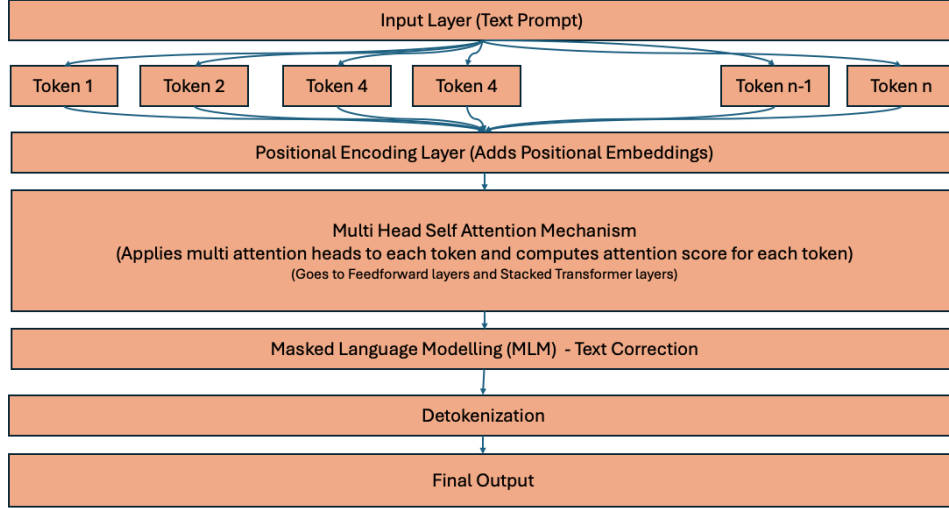 Input Layer (Text Prompt)
Token 1
Token 2
Token 4
Token 4
Token n-1
Token n
Positional Encoding Layer (Adds Positional Embeddings)
Multi Head Self Attention Mechanism
(Applies multi attention heads to each token and computes attention score for each token)
(Goes to Feedforward layers and Stacked Transformer layers)
Masked Language Modelling (MLM)  - Text Correction
Detokenization
Final Output